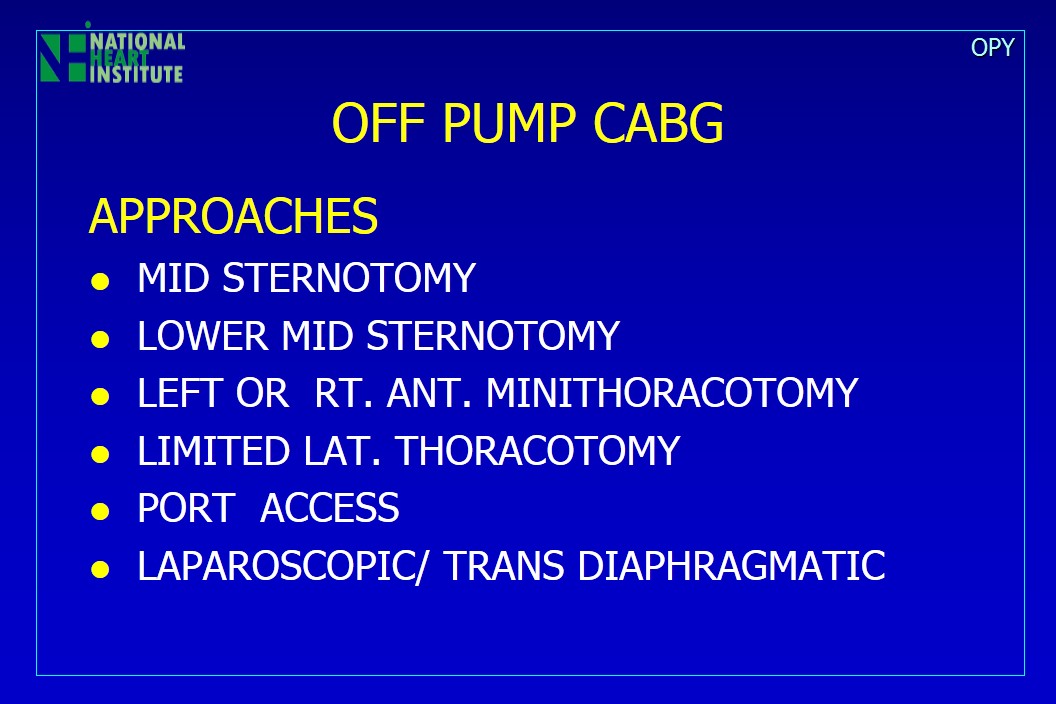 NATIONAL
HEART
INSTITUTE
OPY
OFF PUMP CABG
APPROACHES
MID STERNOTOMY
LOWER MID STERNOTOMY
LEFT OR RT. ANT. MINITHORACOTOMY
LIMITED LAT. THORACOTOMY
PORT ACCESS
LAPAROSCOPIC/ TRANS DIAPHRAGMATIC